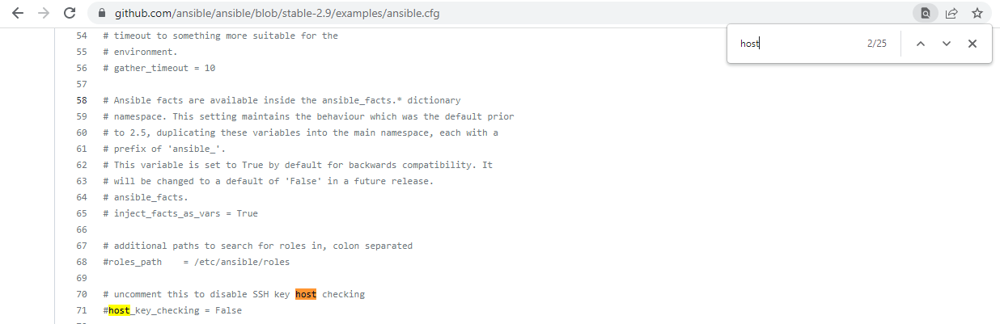 github.com/ansible/ansible/blob/stable-2.9/examples/ansible.cfg
host 2/25
54 # timeout to something more suitable for the
55 # environment.
56 # gather_timeout = 10
57
58 # Ansible facts are available inside the ansible_facts.* dictionary
59 # namespace. This setting maintains the behaviour which was the default prior
60 # to 2.5, duplicating these variables into the main namespace, each with a
61 # prefix of 'ansible_'.
62 # This variable is set to True by default for backwards compatibility. It
63 # will be changed to a default of 'False' in a future release.
64 # ansible_facts.
65 # inject_facts_as_vars = True
66
67 # additional paths to search for roles in, colon separated
68 #roles_path    = /etc/ansible/roles
69
70 # uncomment this to disable SSH key host checking
71 #host_key_checking = False